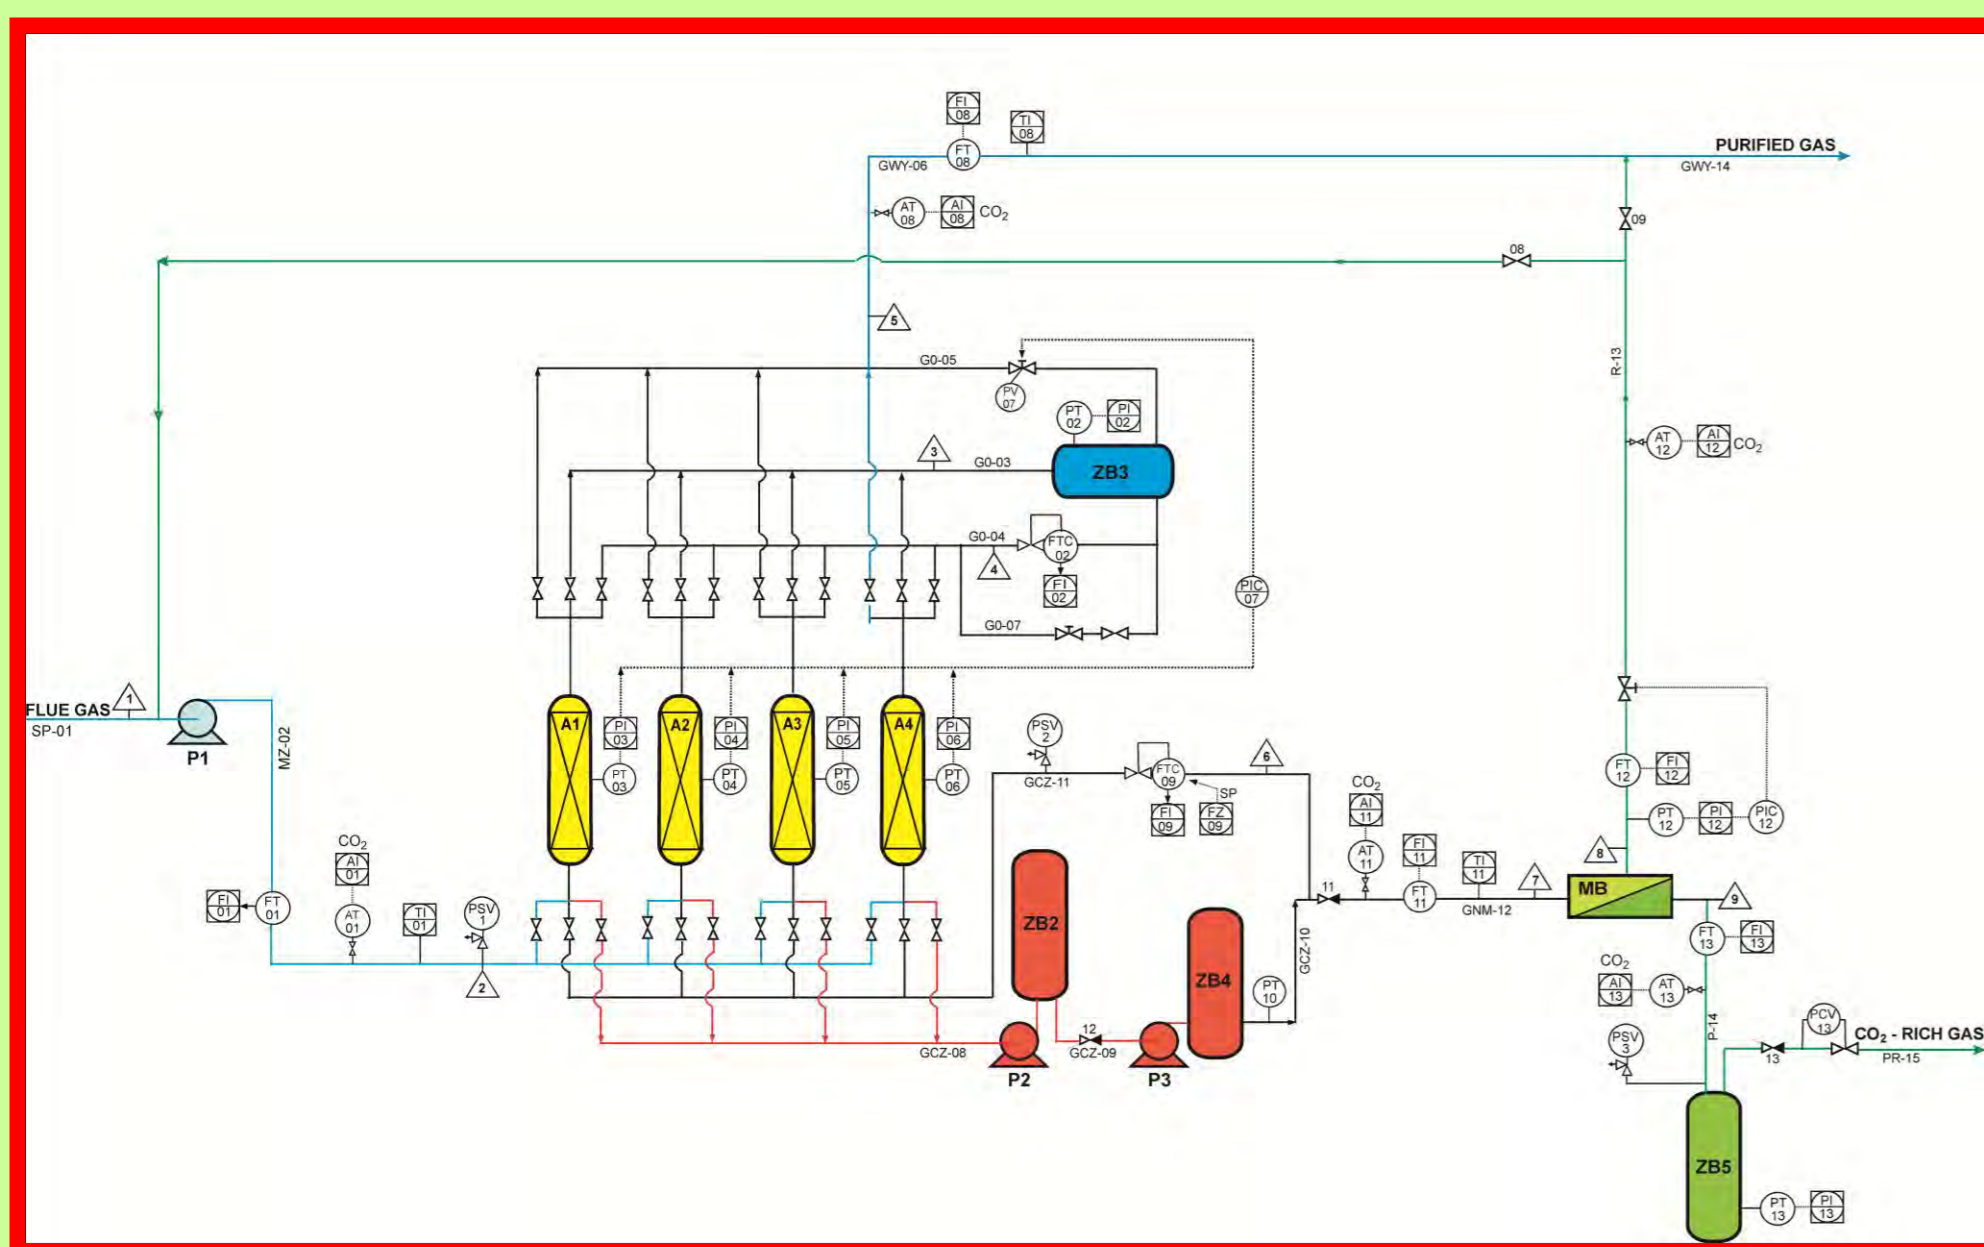 FI
08
TI
08
FT
08
GWY-06
PURIFIED GAS
GWY-14
AT
08
AI
08
CO₂
09
08
5
G0-05
PV
07
PT
02
PI
02
R-13
3
G0-03
ZB3
AT
12
AI
12
CO₂
G0-04
FTC
02
4
FI
02
PIC
07
G0-07
1
FLUE GAS
SP-01
P1
MZ-02
A1
PI
03
PT
03
A2
PI
04
PT
04
A3
PI
05
PT
05
A4
PI
06
PT
06
PSV
2
GCZ-11
FTC
09
FI
09
SP
FZ
09
6
FT
12
FI
12
PT
12
PI
12
PIC
12
8
CO₂
AI
11
AT
11
FI
11
FT
11
TI
11
7
GNM-12
11
MB
9
FI
01
FT
01
CO₂
AI
01
AT
01
TI
01
PSV
1
2
ZB2
ZB4
GCZ-10
PT
10
FT
13
FI
13
CO₂
AI
13
AT
13
P-14
PSV
3
PCV
13
13
CO₂ - RICH GAS
PR-15
GCZ-08
12
GCZ-09
P2
P3
ZB5
PT
13
PI
13